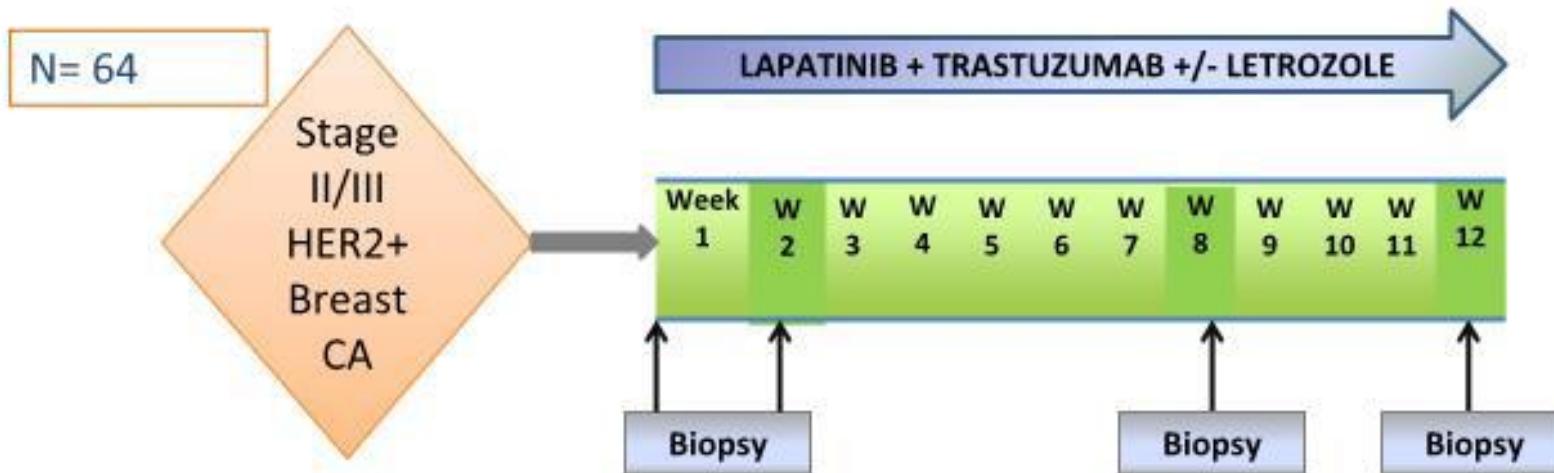 N= 64
Stage
II/III
HER2+
Breast
CA
LAPATINIB + TRASTUZUMAB +/- LETROZOLE
Week W W W W W W W W W W W
1 2 3 4 5 6 7 8 9 10 11 12
Biopsy Biopsy Biopsy